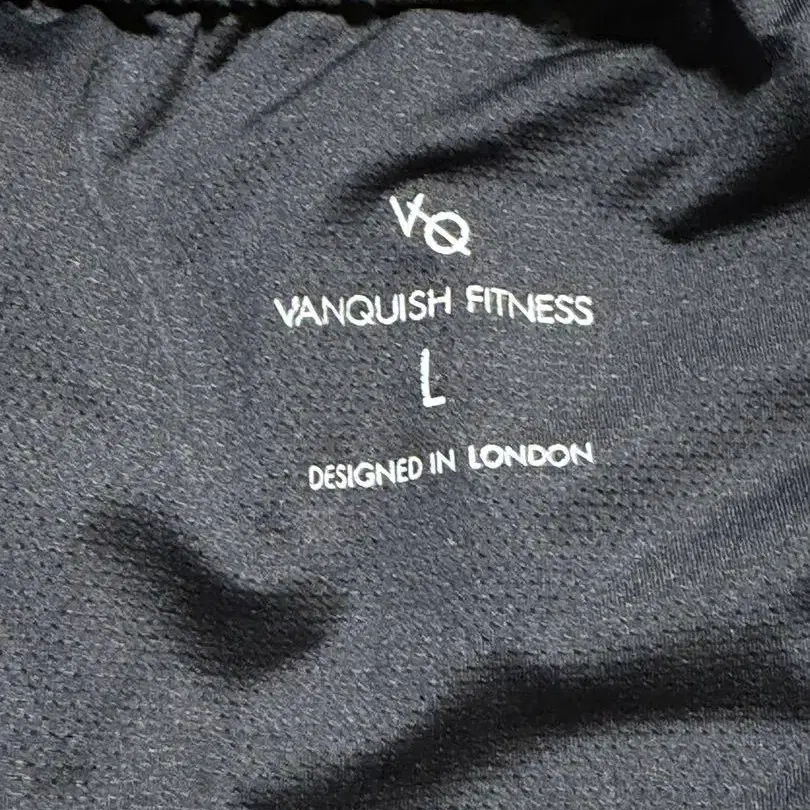 VQ
VANQUISH FITNESS
L
DESIGNED IN LONDON